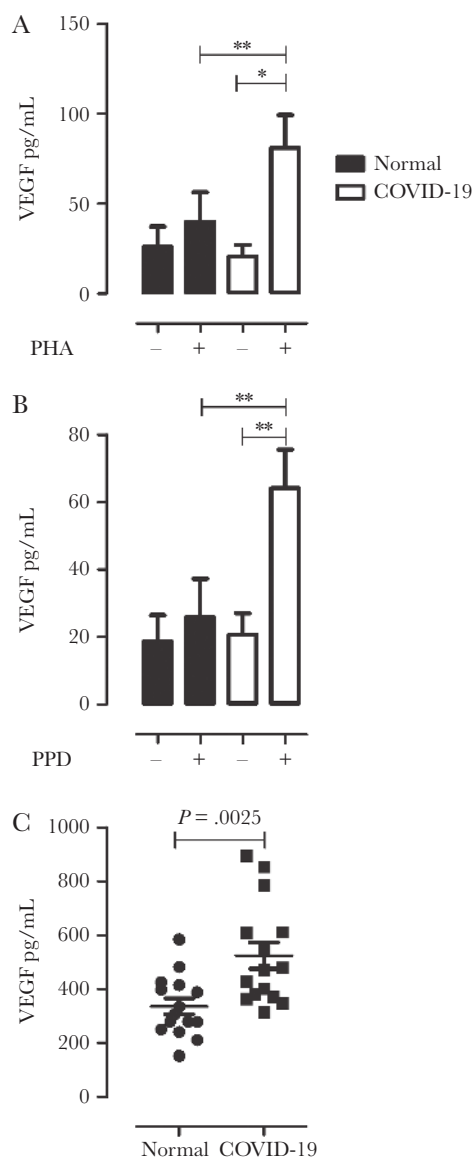 A
150
**
*
100
50
0
VEGF pg/mL
Normal
COVID-19
PHA
– + – +
B
**
**
80
60
40
20
0
VEGF pg/mL
PPD
– + – +
C
P = .0025
1000
800
600
400
200
0
VEGF pg/mL
Normal COVID-19